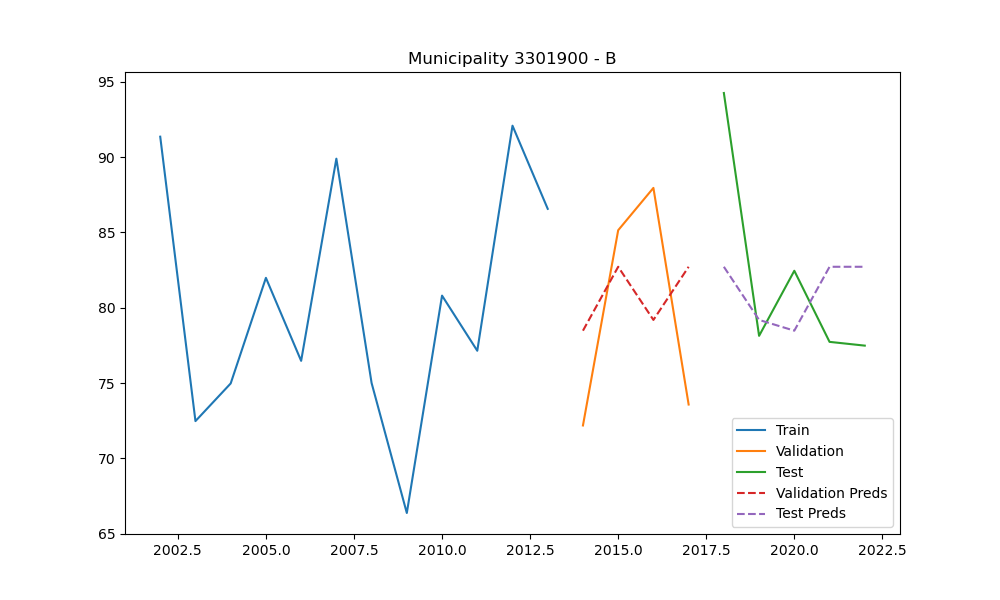 Municipality 3301900 - B
95
90
85
80
75
70
65
2002.5 2005.0 2007.5 2010.0 2012.5 2015.0 2017.5 2020.0 2022.5
Train
Validation
Test
Validation Preds
Test Preds